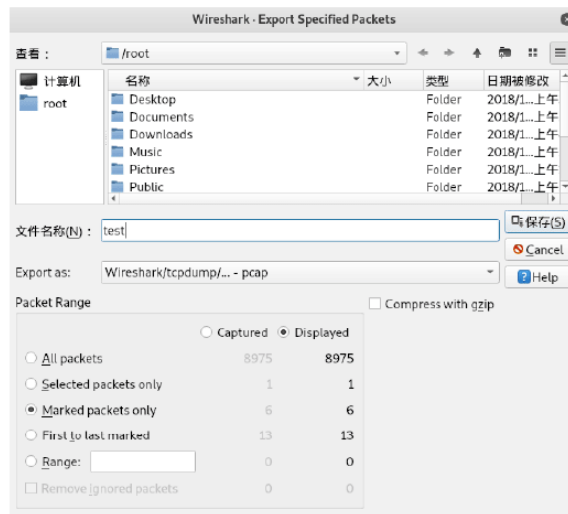 Wireshark · Export Specified Packets
查看： /root
计算机
root
名称 大小 类型 日期被修改
Desktop Folder 2018/1...上午
Documents Folder 2018/1...上午
Downloads Folder 2018/1...上午
Music Folder 2018/1...上午
Pictures Folder 2018/1...上午
Public Folder 2018/1...上午
文件名称(N)： test 保存(S)
Cancel
Export as: Wireshark/tcpdump/... - pcap Help
Packet Range Compress with gzip
Captured Displayed
All packets 8975 8975
Selected packets only 1 1
Marked packets only 6 6
First to last marked 13 13
Range: 0 0
Remove ignored packets 0 0